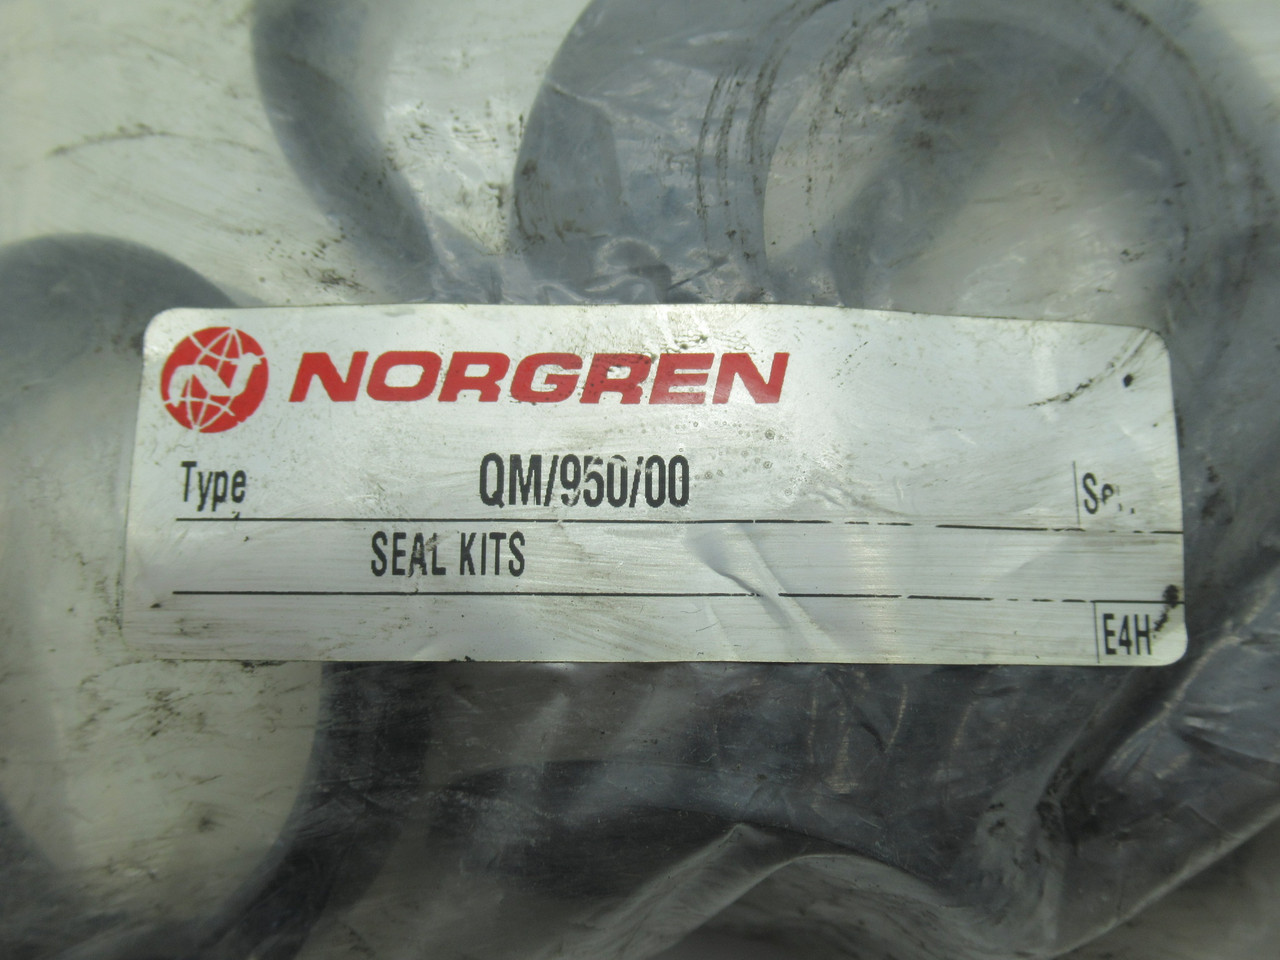 NORGREN
Type QM/950/00
SEAL KITS
E4H